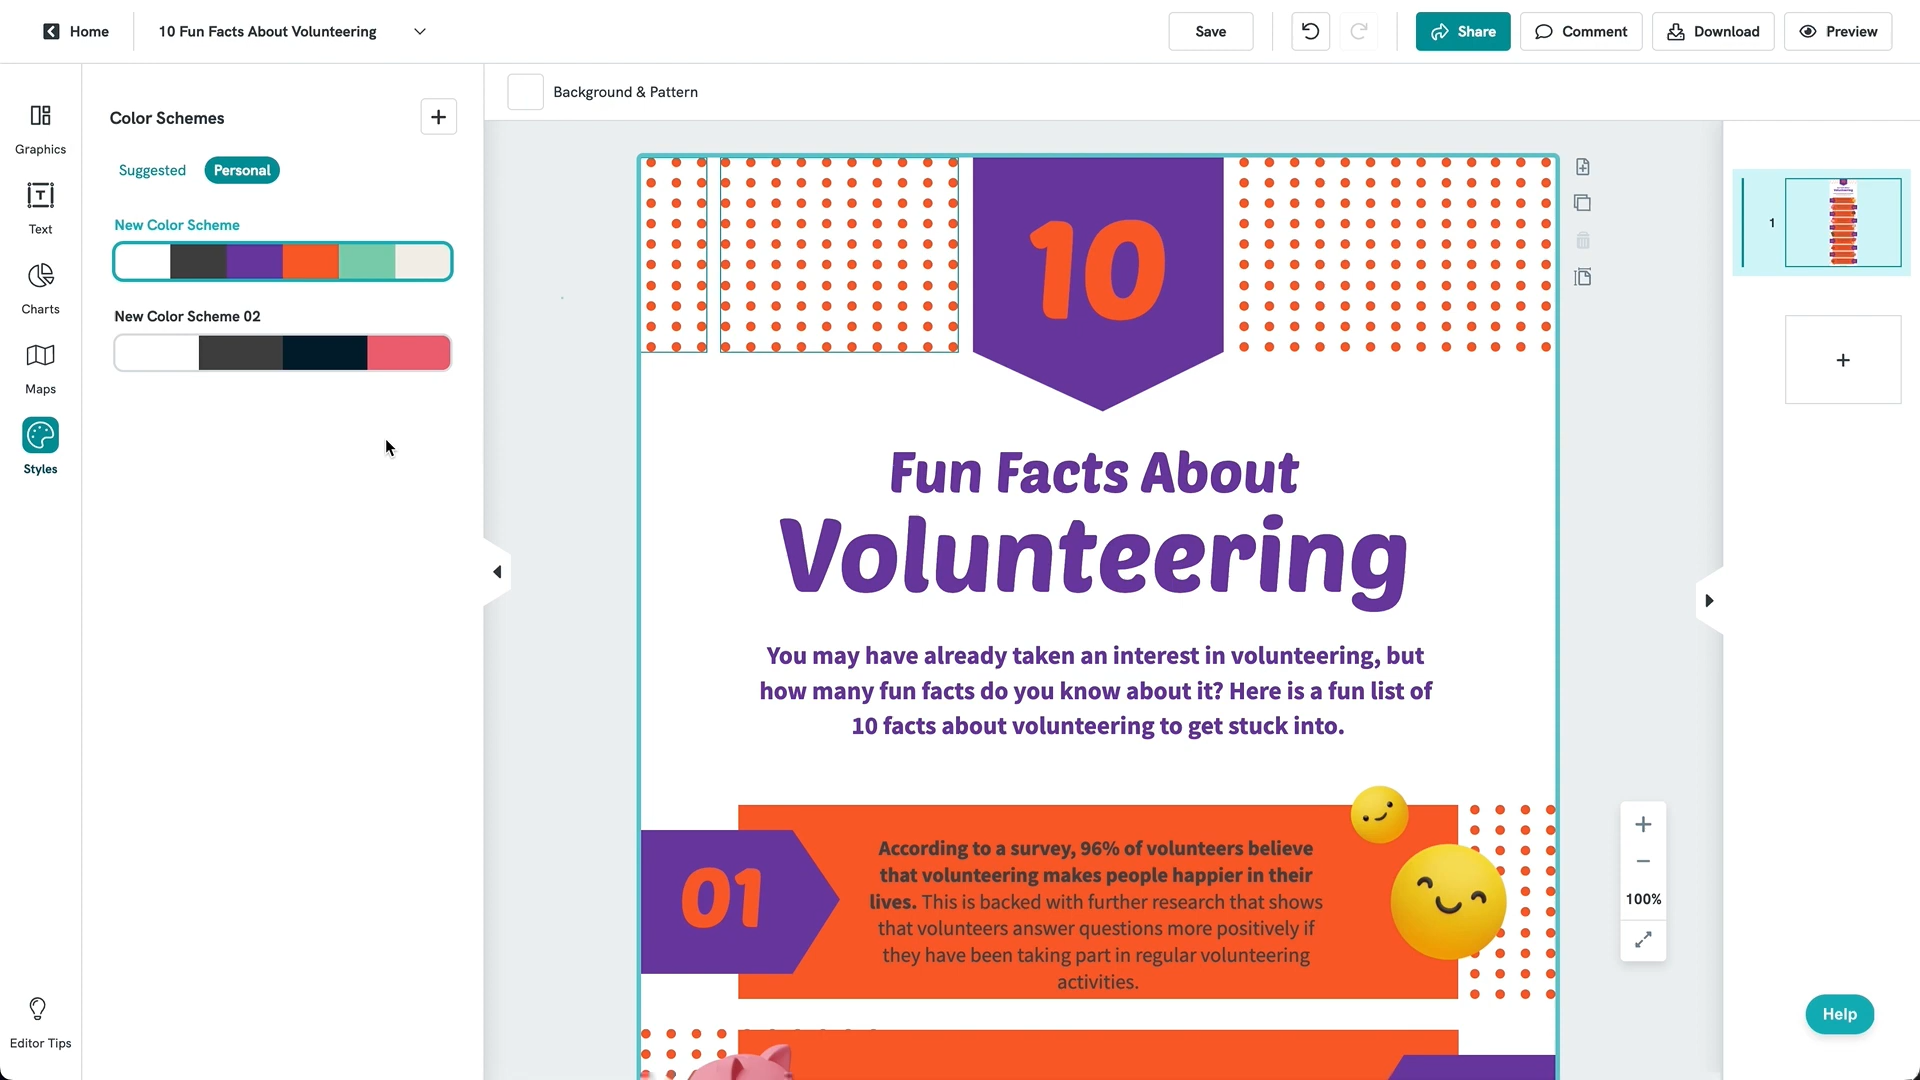 Home
10 Fun Facts About Volunteering
Save
Share
Comment
Download
Preview
Graphics
Text
Charts
Maps
Styles
Editor Tips
Color Schemes
Suggested
Personal
New Color Scheme
New Color Scheme 02
Background & Pattern
10
Fun Facts About
Volunteering
You may have already taken an interest in volunteering, but
how many fun facts do you know about it? Here is a fun list of
10 facts about volunteering to get stuck into.
01
According to a survey, 96% of volunteers believe
that volunteering makes people happier in their
lives. This is backed with further research that shows
that volunteers answer questions more positively if
they have been taking part in regular volunteering
activities.
1
100%
Help